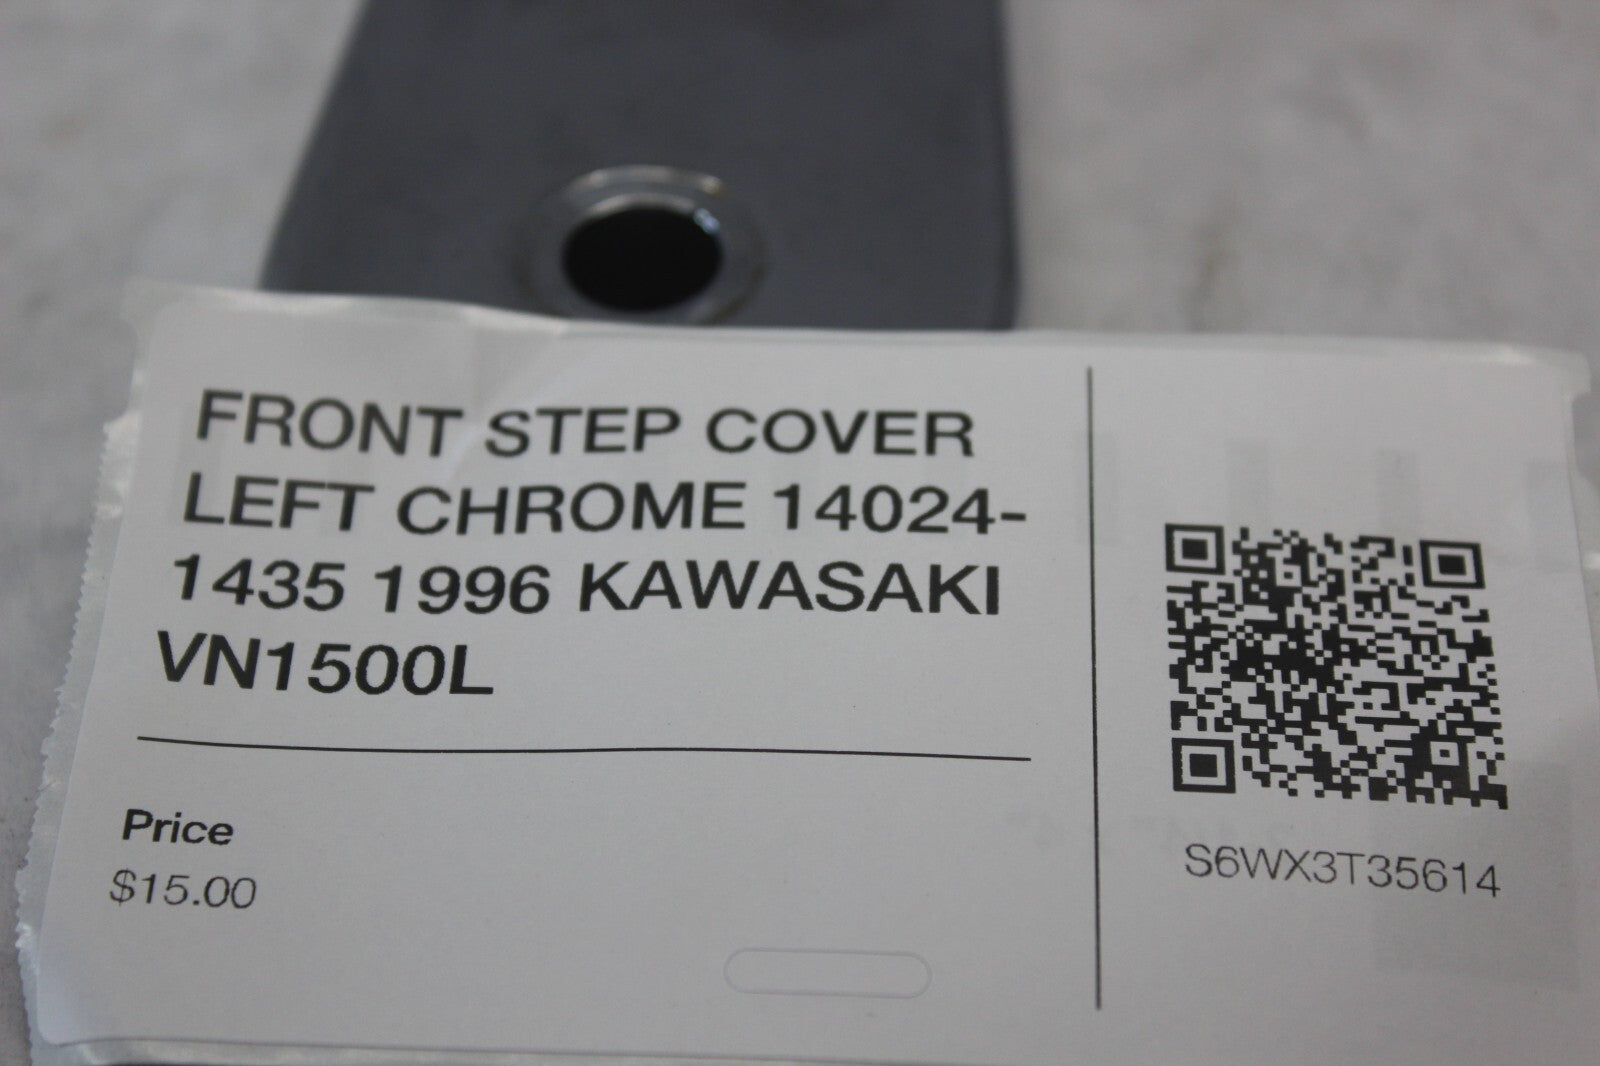 FRONT STEP COVER
LEFT CHROME 14024-
1435 1996 KAWASAKI
VN1500L
Price
$15.00
S6WX3T35614